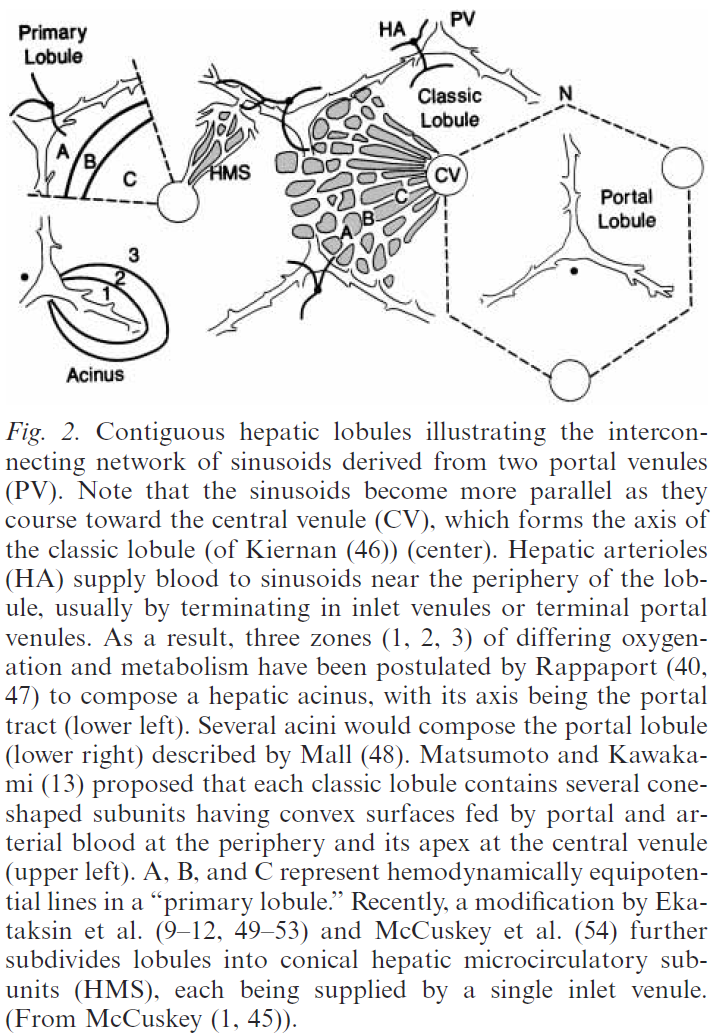 Primary
Lobule
HA
PV
Classic
Lobule
N
A
B
C
HMS
CV
C
B
A
Portal
Lobule
3
2
1
Acinus
Fig. 2. Contiguous hepatic lobules illustrating the intercon-
necting network of sinusoids derived from two portal venules
(PV). Note that the sinusoids become more parallel as they
course toward the central venule (CV), which forms the axis of
the classic lobule (of Kiernan (46)) (center). Hepatic arterioles
(HA) supply blood to sinusoids near the periphery of the lob-
ule, usually by terminating in inlet venules or terminal portal
venules. As a result, three zones (1, 2, 3) of differing oxygen-
ation and metabolism have been postulated by Rappaport (40,
47) to compose a hepatic acinus, with its axis being the portal
tract (lower left). Several acini would compose the portal lobule
(lower right) described by Mall (48). Matsumoto and Kawaka-
mi (13) proposed that each classic lobule contains several cone-
shaped subunits having convex surfaces fed by portal and ar-
terial blood at the periphery and its apex at the central venule
(upper left). A, B, and C represent hemodynamically equipoten-
tial lines in a “primary lobule.” Recently, a modification by Eka-
taksin et al. (9–12, 49–53) and McCuskey et al. (54) further
subdivides lobules into conical hepatic microcirculatory sub-
units (HMS), each being supplied by a single inlet venule.
(From McCuskey (1, 45)).